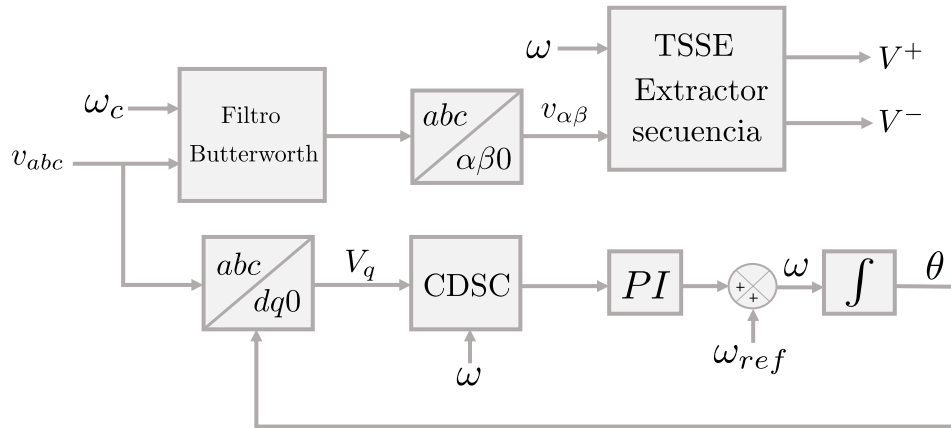 ω
TSSE
Extractor
secuencia
V⁺
V⁻
ω_c
Filtro
Butterworth
abc
αβ0
v_αβ
v_abc
abc
dq0
V_q
CDSC
ω
PI
+
+
ω_ref
ω
∫
θ